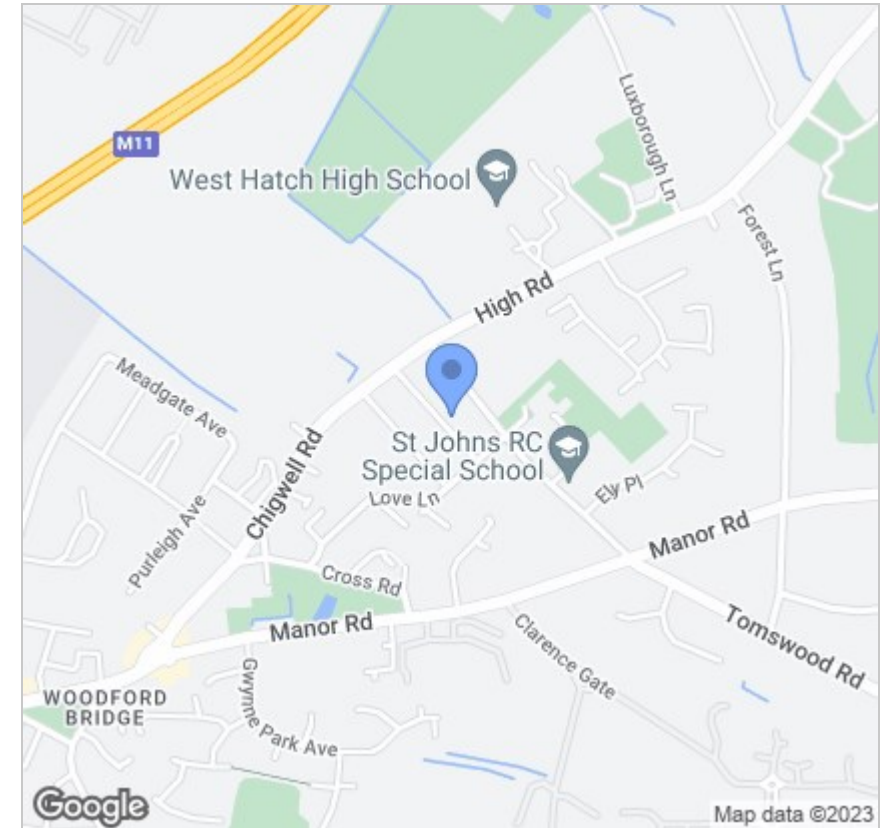 M11
West Hatch High School
Luxborough Ln
Forest Ln
High Rd
Meadgate Ave
Chigwell Rd
St Johns RC
Special School
Ely Pl
Love Ln
Purleigh Ave
Manor Rd
Cross Rd
Manor Rd
Tomswood Rd
Clarence Gate
WOODFORD
BRIDGE
Gwynne Park Ave
Google
Map data ©2023